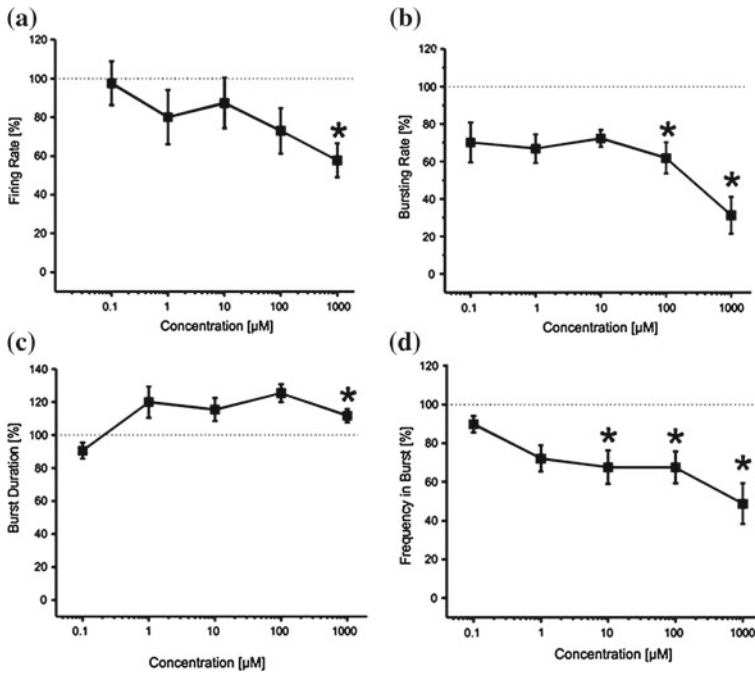 (a)
120
100
80
60
40
20
0
Firing Rate [%]
*
0.1 1 10 100 1000
Concentration [µM]
(b)
120
100
80
60
40
20
0
Bursting Rate [%]
*
*
0.1 1 10 100 1000
Concentration [µM]
(c)
140
120
100
80
60
40
20
0
Burst Duration [%]
*
0.1 1 10 100 1000
Concentration [µM]
(d)
120
100
80
60
40
20
0
Frequency in Burst [%]
* *
*
0.1 1 10 100 1000
Concentration [µM]